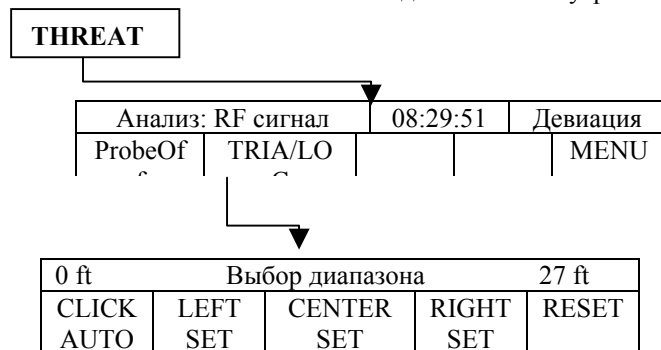 THREAT
Анализ: RF сигнал 08:29:51 Девиация
ProbeOf TRIA/LO MENU
0 ft Выбор диапазона 27 ft
CLICK LEFT CENTER RIGHT RESET
AUTO SET SET SET